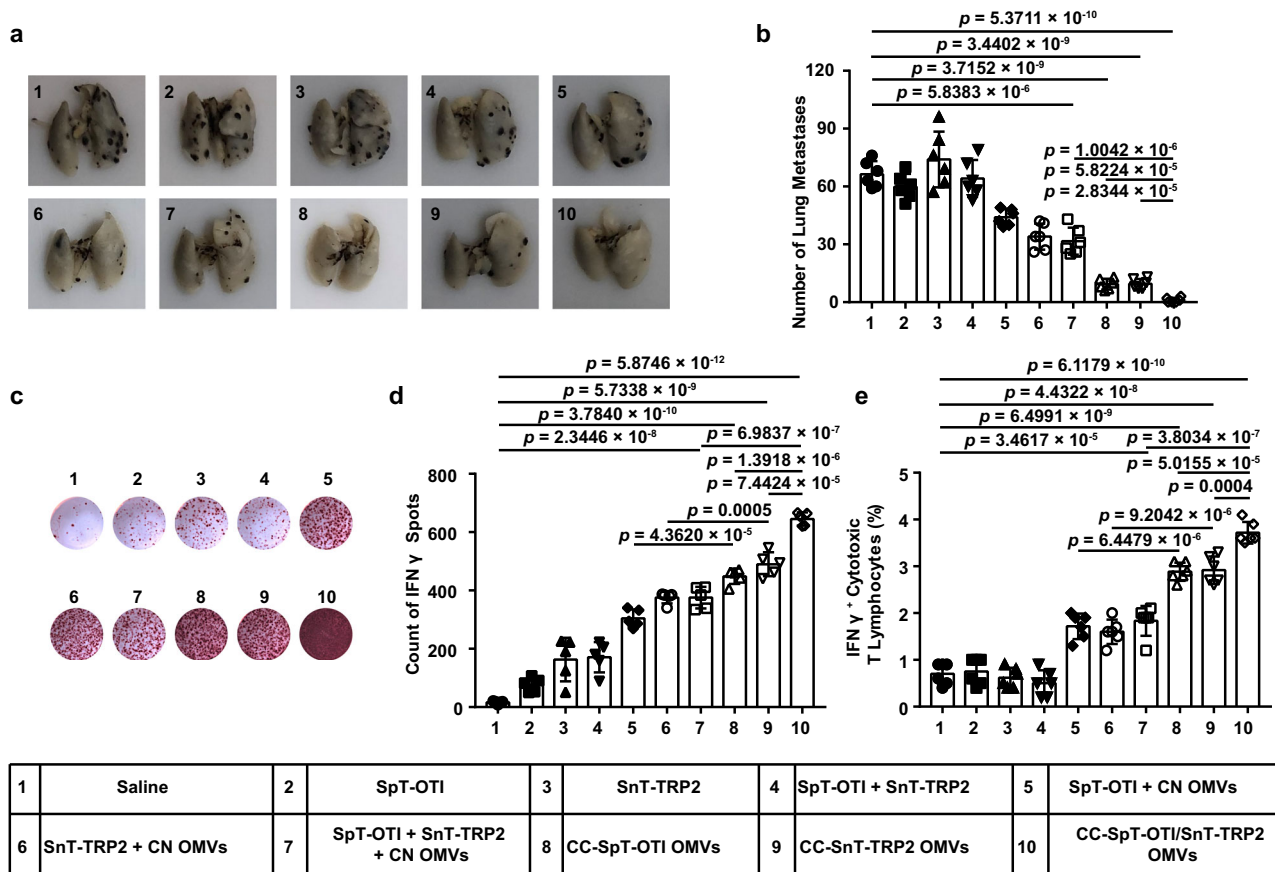 a
1
2
3
4
5
6
7
8
9
10
b
p = 5.3711 × 10-10
p = 3.4402 × 10-9
p = 3.7152 × 10-9
p = 5.8383 × 10-6
p = 1.0042 × 10-6
p = 5.8224 × 10-5
p = 2.8344 × 10-5
Number of Lung Metastases
120
90
60
30
0
1 2 3 4 5 6 7 8 9 10
c
1 2 3 4 5
6 7 8 9 10
d
p = 5.8746 × 10-12
p = 5.7338 × 10-9
p = 3.7840 × 10-10
p = 2.3446 × 10-8
p = 6.9837 × 10-7
p = 1.3918 × 10-6
p = 7.4424 × 10-5
p = 0.0005
p = 4.3620 × 10-5
Count of IFN γ Spots
800
600
400
200
0
1 2 3 4 5 6 7 8 9 10
e
p = 6.1179 × 10-10
p = 4.4322 × 10-8
p = 6.4991 × 10-9
p = 3.4617 × 10-5
p = 3.8034 × 10-7
p = 5.0155 × 10-5
p = 0.0004
p = 9.2042 × 10-6
p = 6.4479 × 10-6
IFN γ + Cytotoxic
T Lymphocytes (%)
5
4
3
2
1
0
1 2 3 4 5 6 7 8 9 10
1 Saline 2 SpT-OTI 3 SnT-TRP2 4 SpT-OTI + SnT-TRP2 5 SpT-OTI + CN OMVs
6 SnT-TRP2 + CN OMVs 7 SpT-OTI + SnT-TRP2
+ CN OMVs 8 CC-SpT-OTI OMVs 9 CC-SnT-TRP2 OMVs 10 CC-SpT-OTI/SnT-TRP2
OMVs